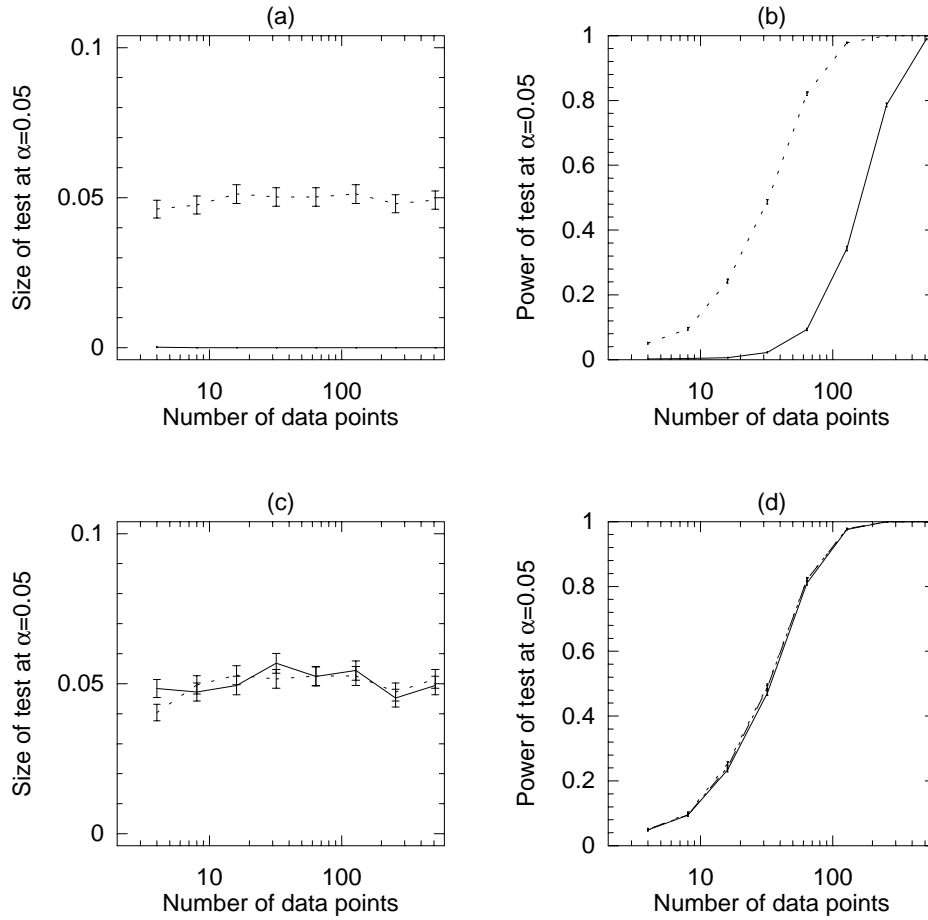 (a)
0.1
0.05
0
Size of test at α=0.05
10 100
Number of data points
(b)
1
0.8
0.6
0.4
0.2
0
Power of test at α=0.05
10 100
Number of data points
(c)
0.1
0.05
0
Size of test at α=0.05
10 100
Number of data points
(d)
1
0.8
0.6
0.4
0.2
0
Power of test at α=0.05
10 100
Number of data points